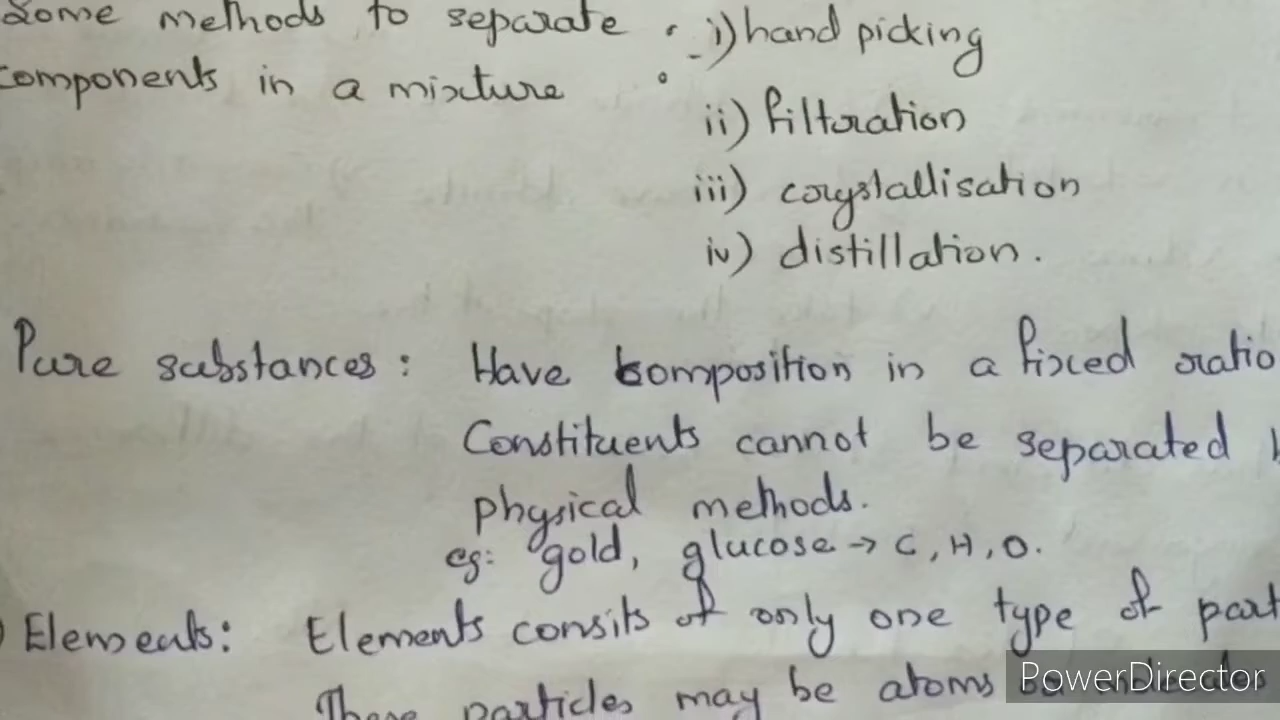 Some methods to separate : i) hand picking
components in a mixture
ii) filtration
iii) crystallisation
iv) distillation.
Pure substances : Have composition in a fixed ratio
Constituents cannot be separated
physical methods.
eg: gold, glucose → C, H, O.
) Elements : Elements consits of only one type of part
These particles may be atoms
PowerDirector